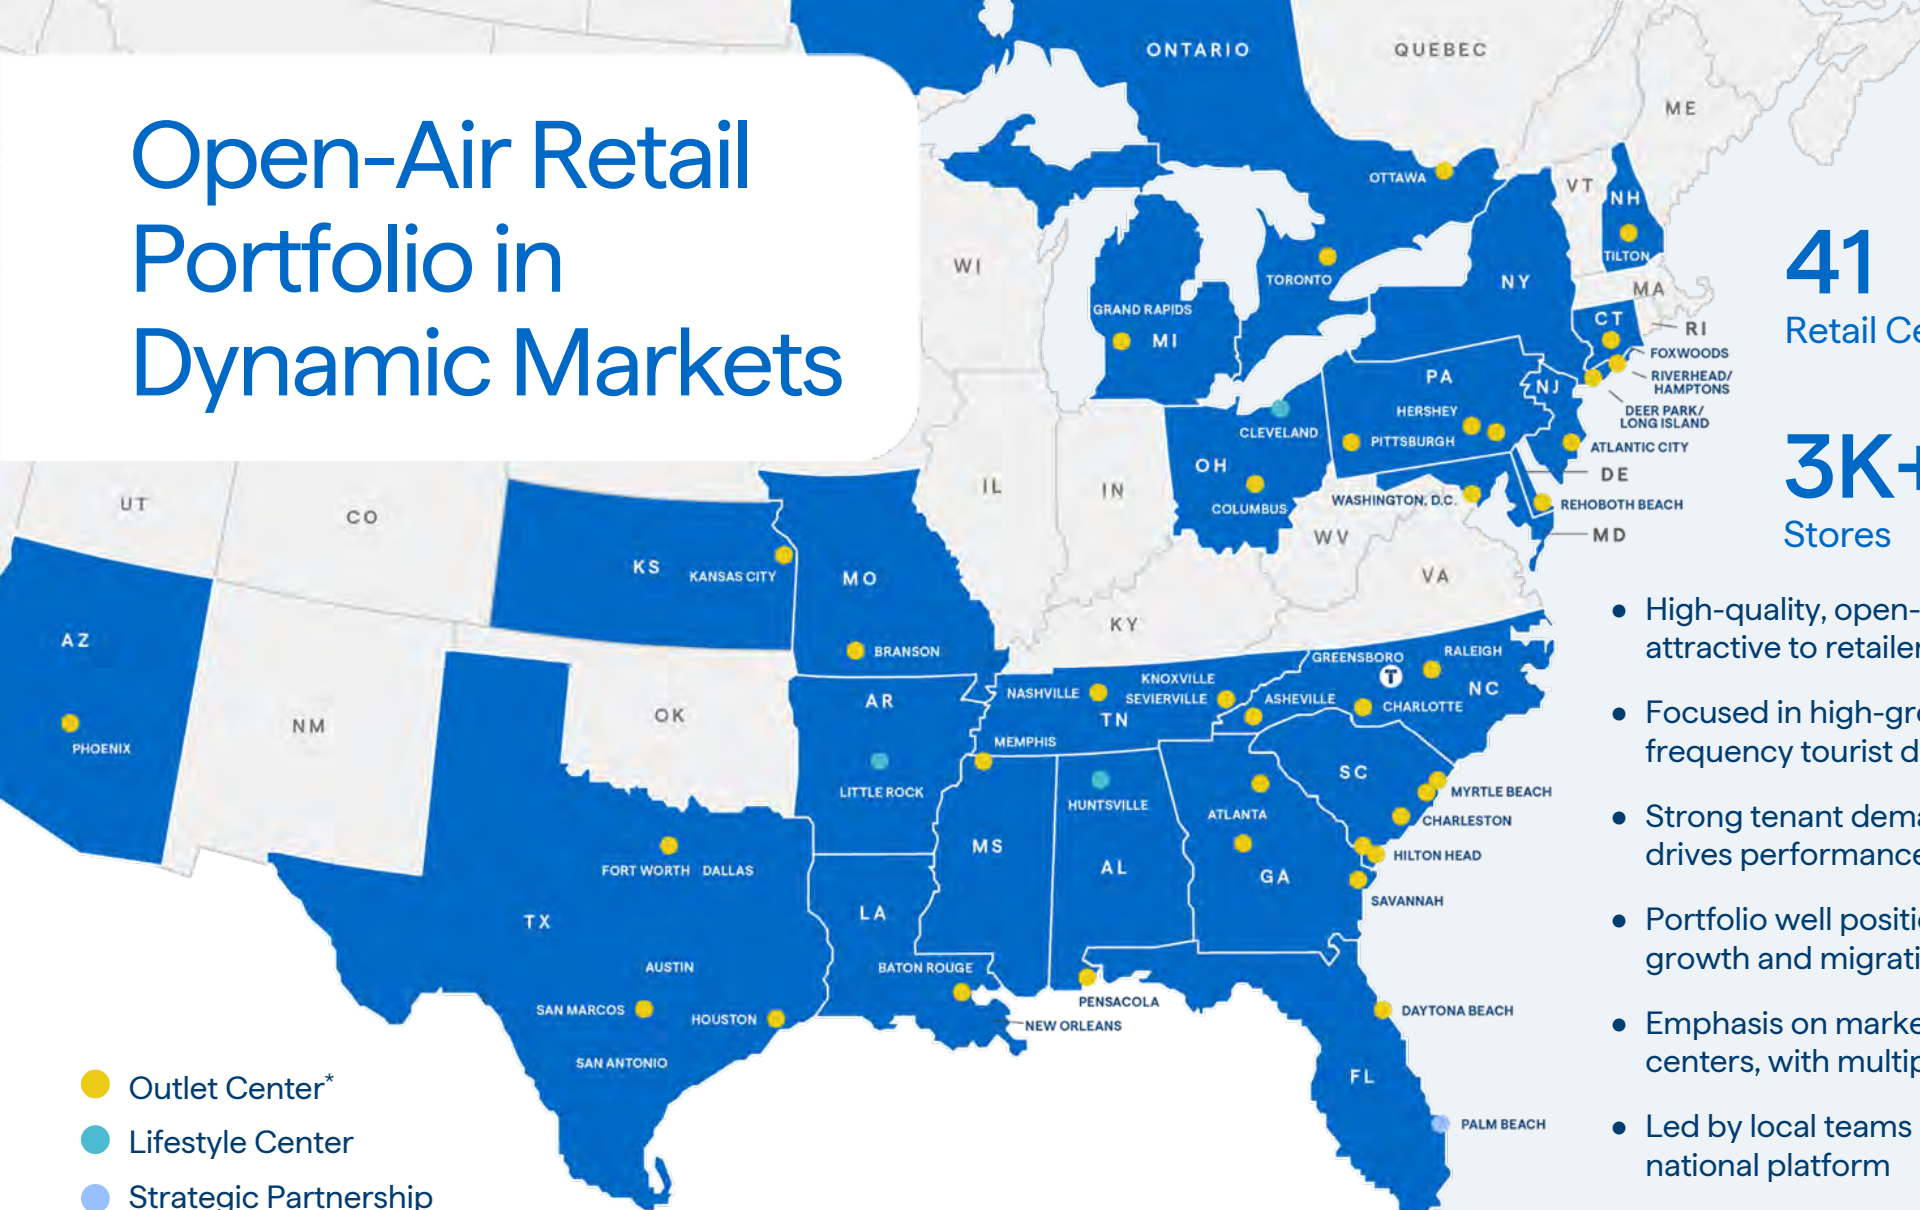 Open-Air Retail
Portfolio in
Dynamic Markets
ONTARIO
QUEBEC
ME
OTTAWA
VT
NH
TILTON
WI
TORONTO
NY
MA
GRAND RAPIDS
MI
CT
RI
FOXWOODS
RIVERHEAD/
HAMPTONS
PA
NJ
DEER PARK/
LONG ISLAND
HERSHEY
CLEVELAND
PITTSBURGH
ATLANTIC CITY
OH
DE
IL
IN
COLUMBUS
WASHINGTON, D.C.
REHOBOTH BEACH
MD
WV
VA
KY
UT
CO
KS
KANSAS CITY
MO
BRANSON
AZ
PHOENIX
NM
OK
AR
LITTLE ROCK
NASHVILLE
KNOXVILLE
SEVIERVILLE
TN
MEMPHIS
GREENSBORO
T
RALEIGH
NC
ASHEVILLE
CHARLOTTE
SC
MYRTLE BEACH
CHARLESTON
HILTON HEAD
SAVANNAH
HUNTSVILLE
ATLANTA
MS
AL
GA
FORT WORTH
DALLAS
TX
LA
AUSTIN
BATON ROUGE
SAN MARCOS
HOUSTON
SAN ANTONIO
PENSACOLA
NEW ORLEANS
DAYTONA BEACH
FL
PALM BEACH
Outlet Center*
Lifestyle Center
Strategic Partnership
41
Retail Ce
3K+
Stores
● High-quality, open-
attractive to retailer
● Focused in high-gro
frequency tourist d
● Strong tenant dema
drives performance
● Portfolio well positi
growth and migrati
● Emphasis on marke
centers, with multip
● Led by local teams
national platform